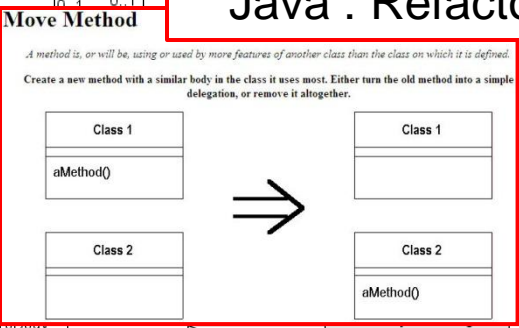 Java : Refacto
Move Method
A method is, or will be, using or used by more features of another class than the class on which it is defined.
Create a new method with a similar body in the class it uses most. Either turn the old method into a simple
delegation, or remove it altogether.
Class 1
aMethod()
Class 2
Class 1
Class 2
aMethod()